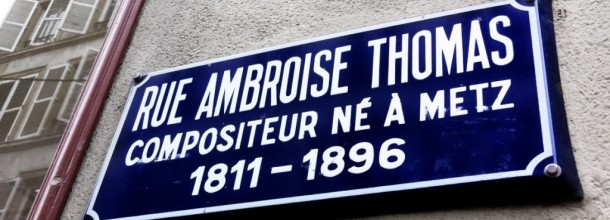 RUE AMBROISE THOMAS
COMPOSITEUR NÉ À METZ
1811 – 1896